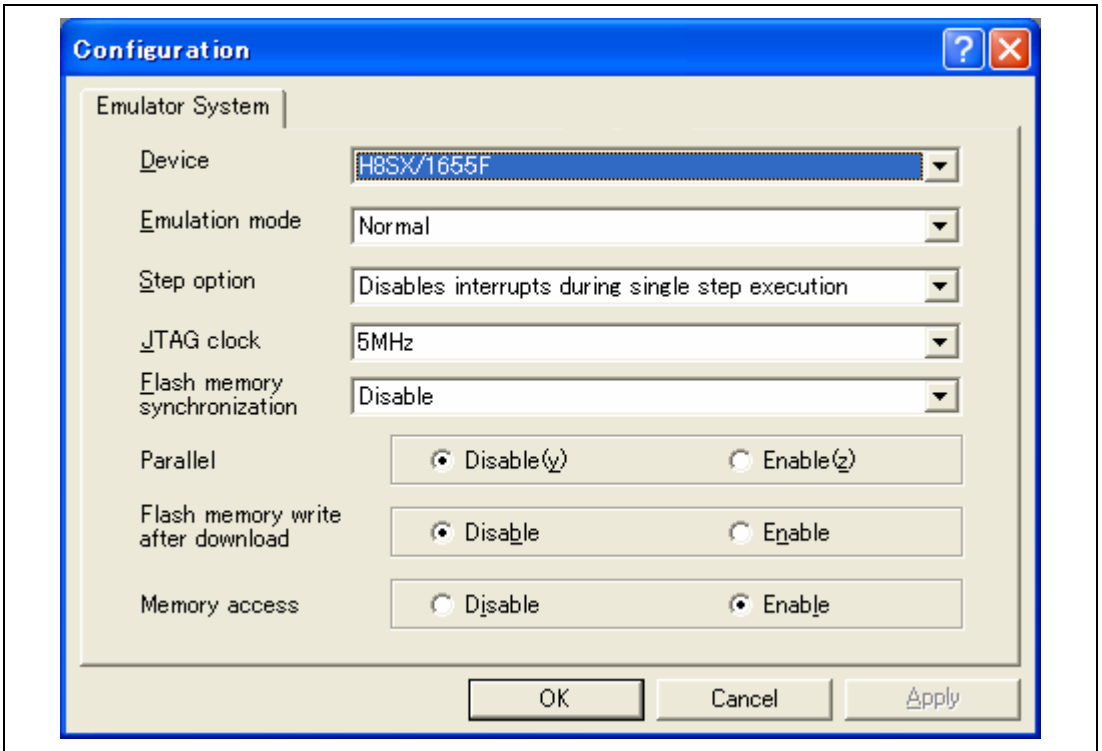 Configuration
Emulator System
Device
H8SX/1655F
Emulation mode
Normal
Step option
Disables interrupts during single step execution
JTAG clock
5MHz
Flash memory
synchronization
Disable
Parallel
Disable(y)
Enable(z)
Flash memory write
after download
Disable
Enable
Memory access
Disable
Enable
OK
Cancel
Apply